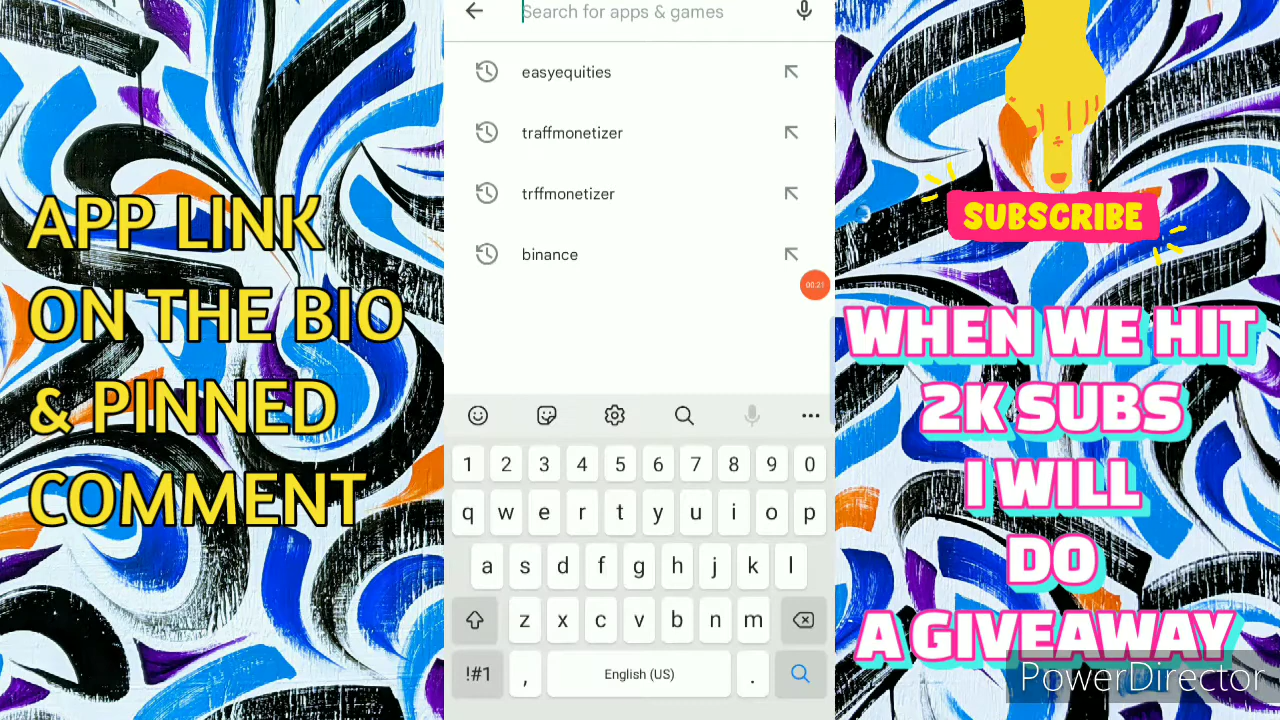 APP LINK
ON THE BIO
& PINNED
COMMENT
Search for apps & games
easyequities
traffmonetizer
trffmonetizer
binance
00:21
1 2 3 4 5 6 7 8 9 0
q w e r t y u i o p
a s d f g h j k l
z x c v b n m
!#1 , English (US) .
SUBSCRIBE
WHEN WE HIT
2K SUBS
I WILL
DO
A GIVEAWAY
PowerDirector